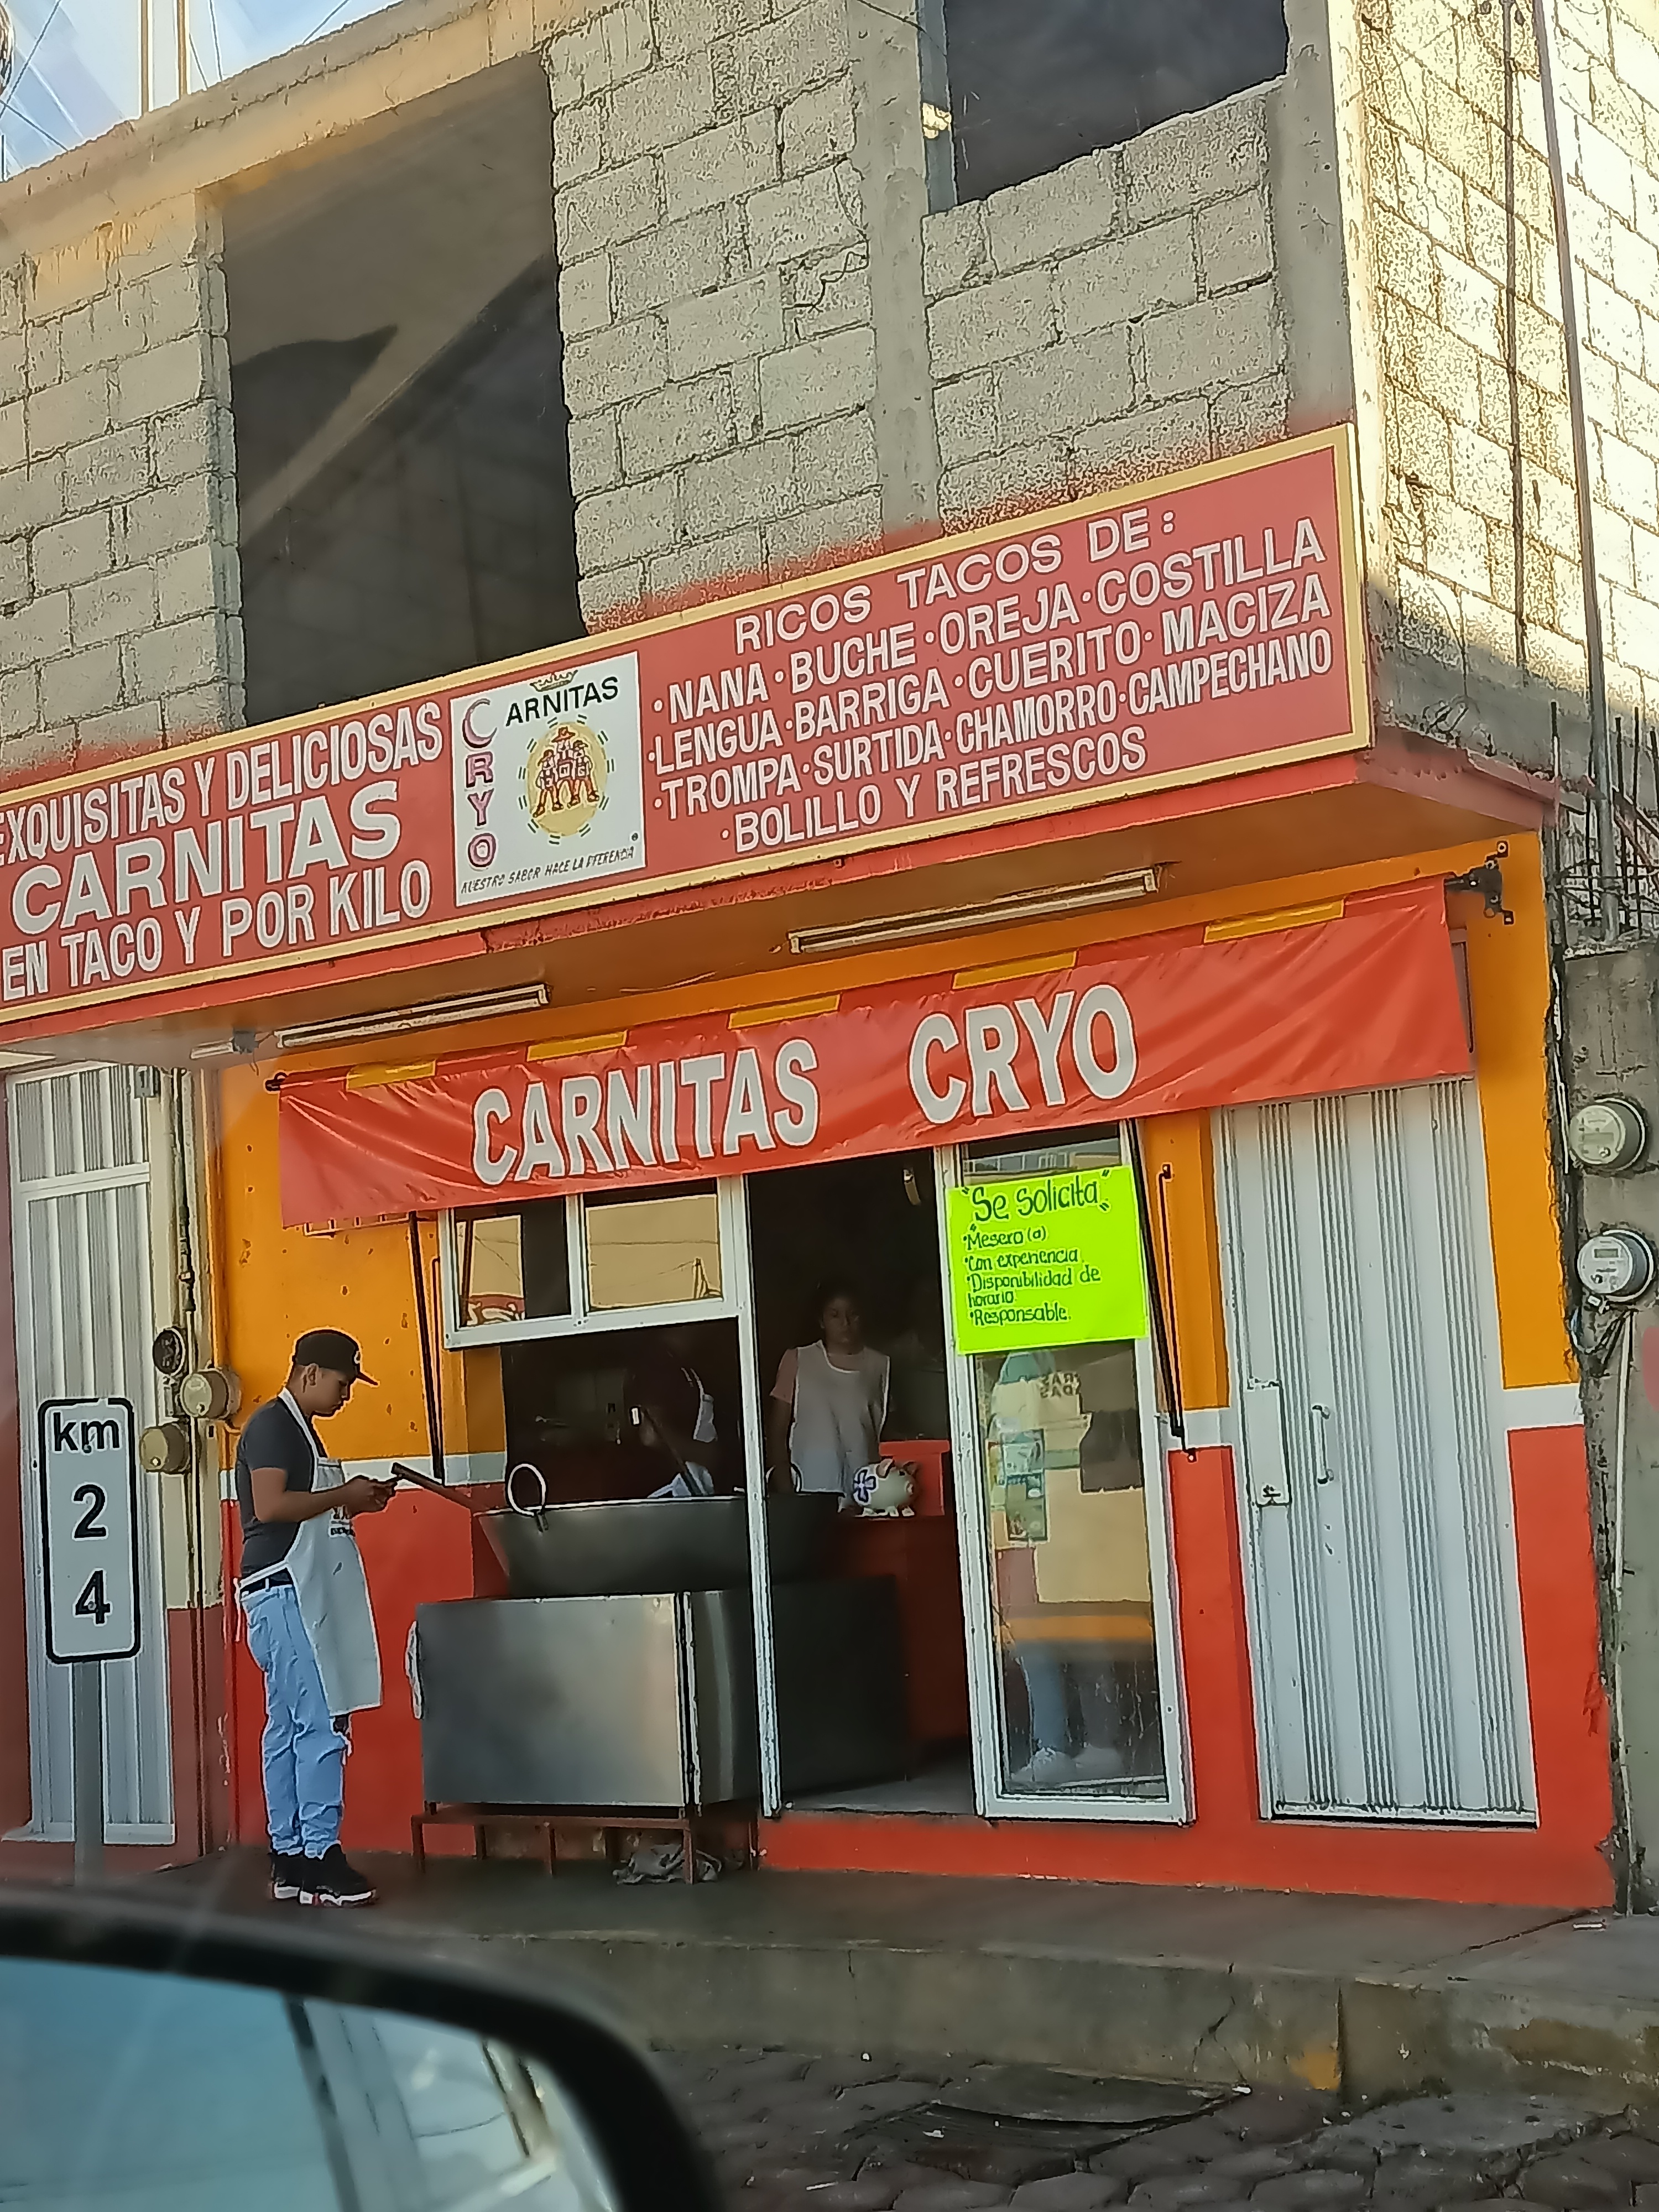 EXQUISITAS Y DELICIOSAS
CARNITAS
EN TACO Y POR KILO
CARNITAS
CRYO
NUESTRO SABOR HACE LA DIFERENCIA
RICOS TACOS DE:
·NANA·BUCHE·OREJA·COSTILLA
·LENGUA·BARRIGA·CUERITO·MACIZA
·TROMPA·SURTIDA·CHAMORRO·CAMPECHANO
·BOLILLO Y REFRESCOS
CARNITAS CRYO
"Se Solicita"
•Mesero (a)
•Con experiencia
•Disponibilidad de
horario.
•Responsable.
km
2
4